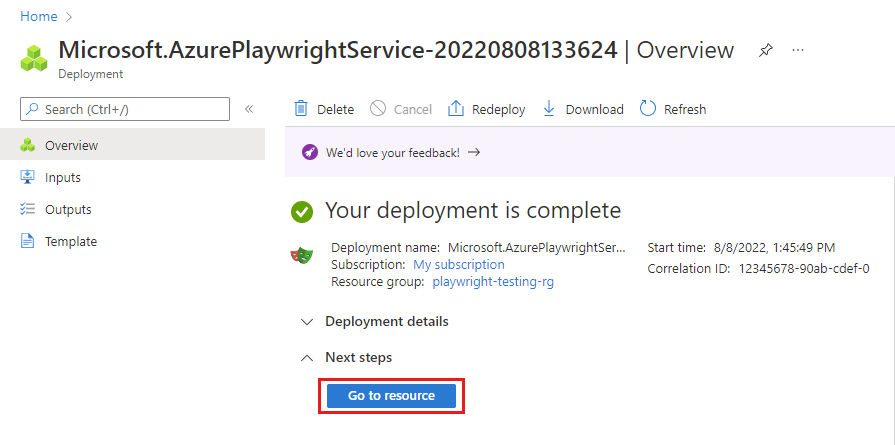 Home
Microsoft.AzurePlaywrightService-20220808133624 | Overview
Deployment
Search (Ctrl+/)
Delete Cancel Redeploy Download Refresh
Overview
Inputs
Outputs
Template
We'd love your feedback!
Your deployment is complete
Deployment name: Microsoft.AzurePlaywrightSer...
Subscription: My subscription
Resource group: playwright-testing-rg
Start time: 8/8/2022, 1:45:49 PM
Correlation ID: 12345678-90ab-cdef-0
Deployment details
Next steps
Go to resource